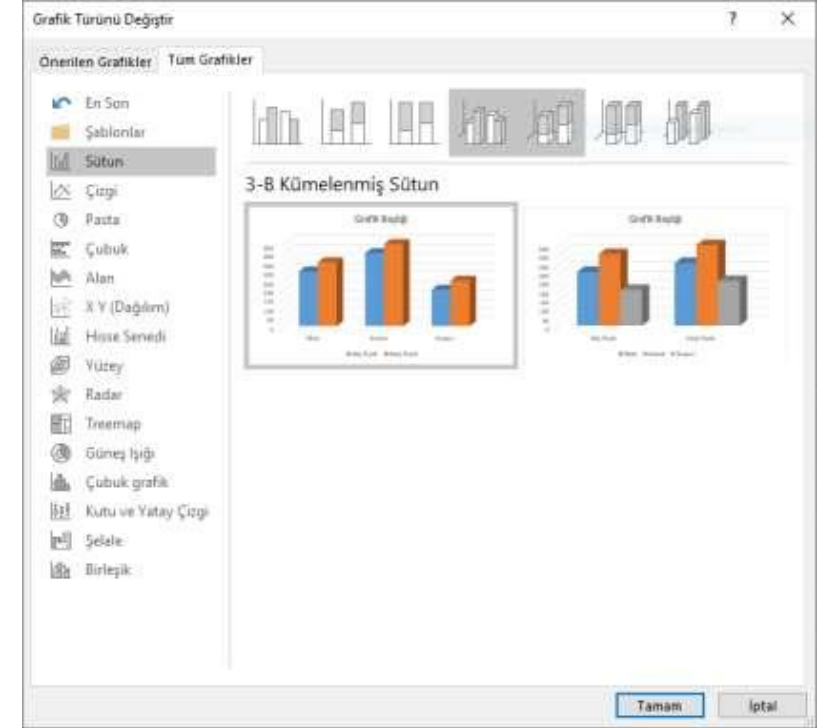 Grafik Türünü Değiştir
?
Önerilen Grafikler Tüm Grafikler
En Son
Şablonlar
Sütun
Çizgi
Pasta
Çubuk
Alan
X Y (Dağılım)
Hisse Senedi
Yüzey
Radar
Treemap
Güneş Işığı
Çubuk grafik
Kutu ve Yatay Çizgi
Şelale
Birleşik
3-B Kümelenmiş Sütun
Grafik Başlığı
Grafik Başlığı
Tamam
İptal